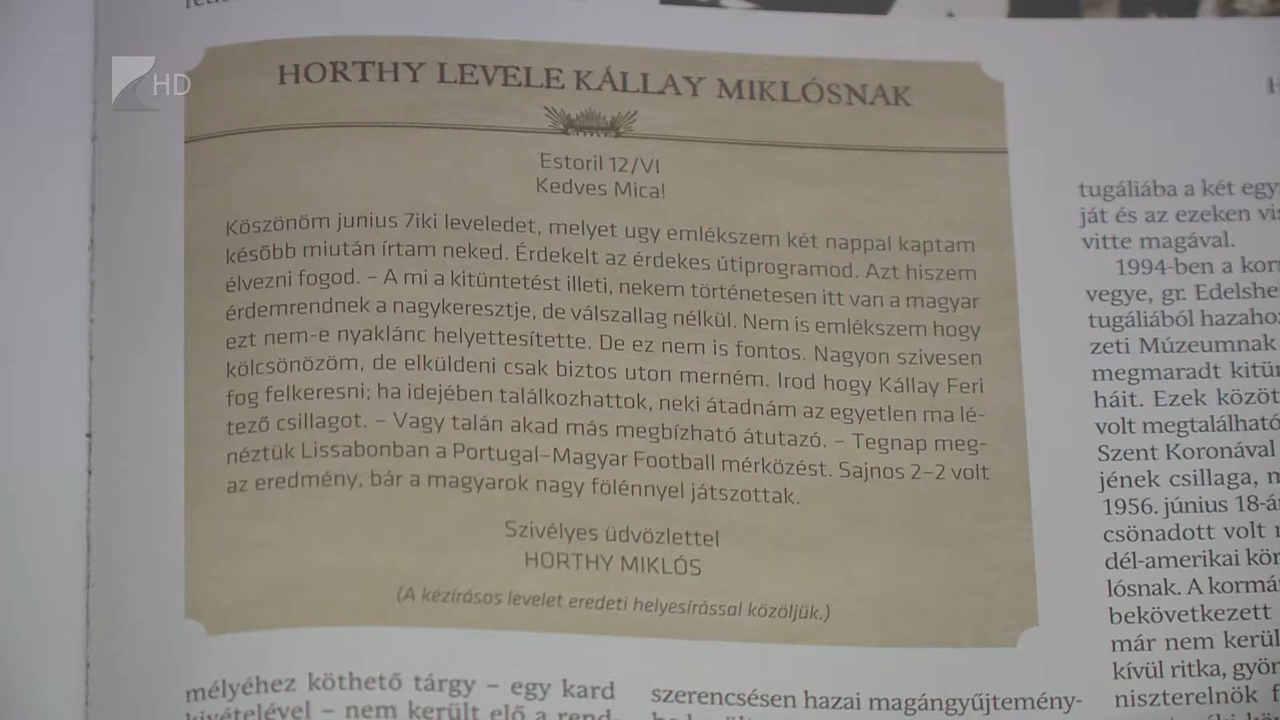 HD
HORTHY LEVELE KÁLLAY MIKLÓSNAK
Estoril 12/VI
Kedves Mica!
Köszönöm junius 7iki leveledet, melyet ugy emlékszem két nappal kaptam
később miután írtam neked. Érdekelt az érdekes útiprogramod. Azt hiszem
élvezni fogod. – A mi a kitüntetést illeti, nekem történetesen itt van a magyar
érdemrendnek a nagykeresztje, de válszallag nélkül. Nem is emlékszem hogy
ezt nem-e nyaklánc helyettesítette. De ez nem is fontos. Nagyon szivesen
kölcsönözöm, de elküldeni csak biztos uton merném. Irod hogy Kállay Feri
fog felkeresni; ha idejében találkozhattok, neki átadnám az egyetlen ma lé-
tező csillagot. – Vagy talán akad más megbízható átutazó. – Tegnap meg-
néztük Lissabonban a Portugal–Magyar Football mérközést. Sajnos 2–2 volt
az eredmény, bár a magyarok nagy fölénnyel játszottak.
Szivélyes üdvözlettel
HORTHY MIKLÓS
(A kézírásos levelet eredeti helyesírással közöljük.)
mélyéhez köthető tárgy – egy kard
kivételével – nem került elő a rend-
szerencsésen hazai magángyűjtemény-
tugáliába a két egy
ját és az ezeken vi
vitte magával.
1994-ben a kor
vegye, gr. Edelshe
tugáliából hazaho
zeti Múzeumnak
megmaradt kitün
háit. Ezek közöt
volt megtalálható
Szent Koronával
jének csillaga, m
1956. június 18-á
csönadott volt
dél-amerikai kör
lósnak. A kormá
bekövetkezett
már nem kerül
kívül ritka, gyön
niszterelnök f